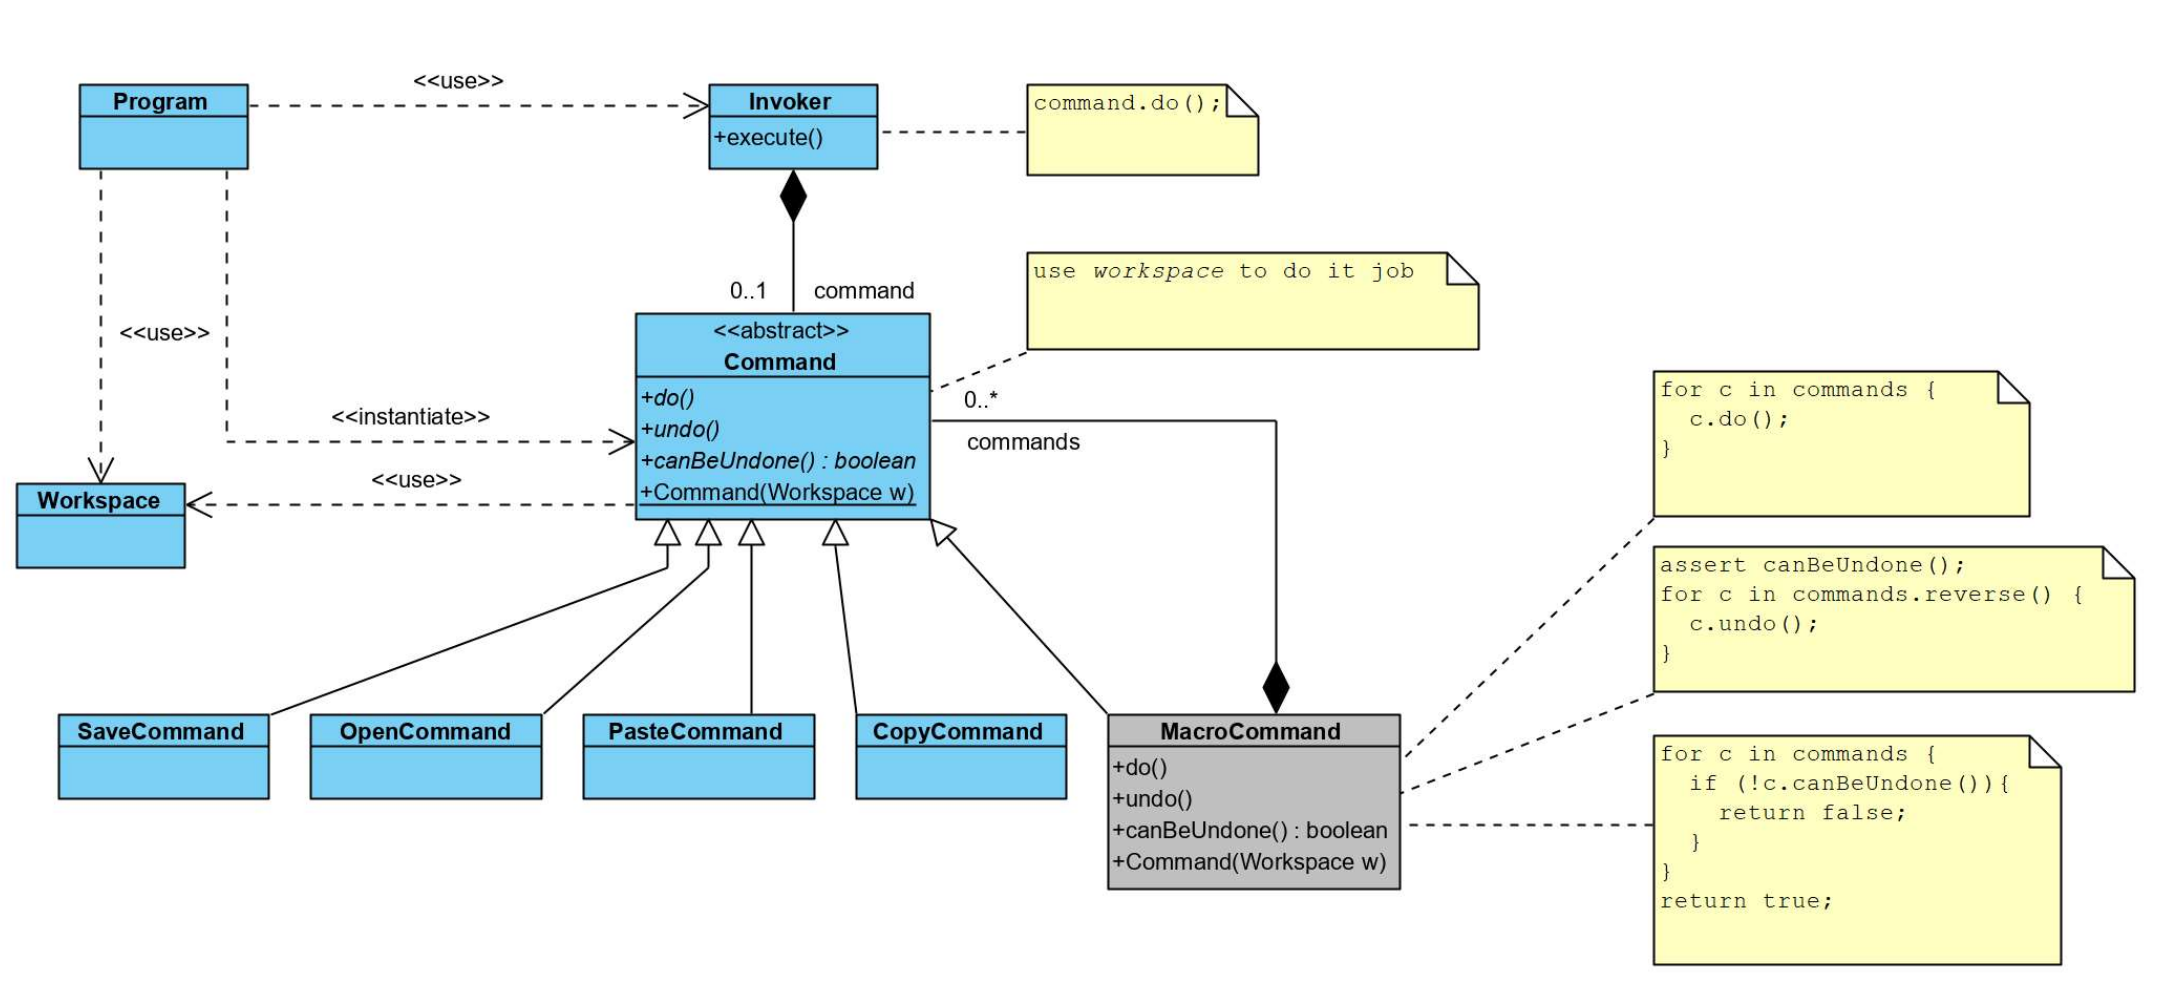 <<use>>
Program
Invoker
+execute()
command.do();
use workspace to do it job
0..1
command
<<use>>
<<abstract>>
Command
+do()
+undo()
+canBeUndone() : boolean
+Command(Workspace w)
0..*
commands
<<instantiate>>
<<use>>
Workspace
for c in commands {
  c.do();
}
assert canBeUndone();
for c in commands.reverse() {
  c.undo();
}
SaveCommand
OpenCommand
PasteCommand
CopyCommand
MacroCommand
+do()
+undo()
+canBeUndone() : boolean
+Command(Workspace w)
for c in commands {
  if (!c.canBeUndone()){
    return false;
  }
}
return true;